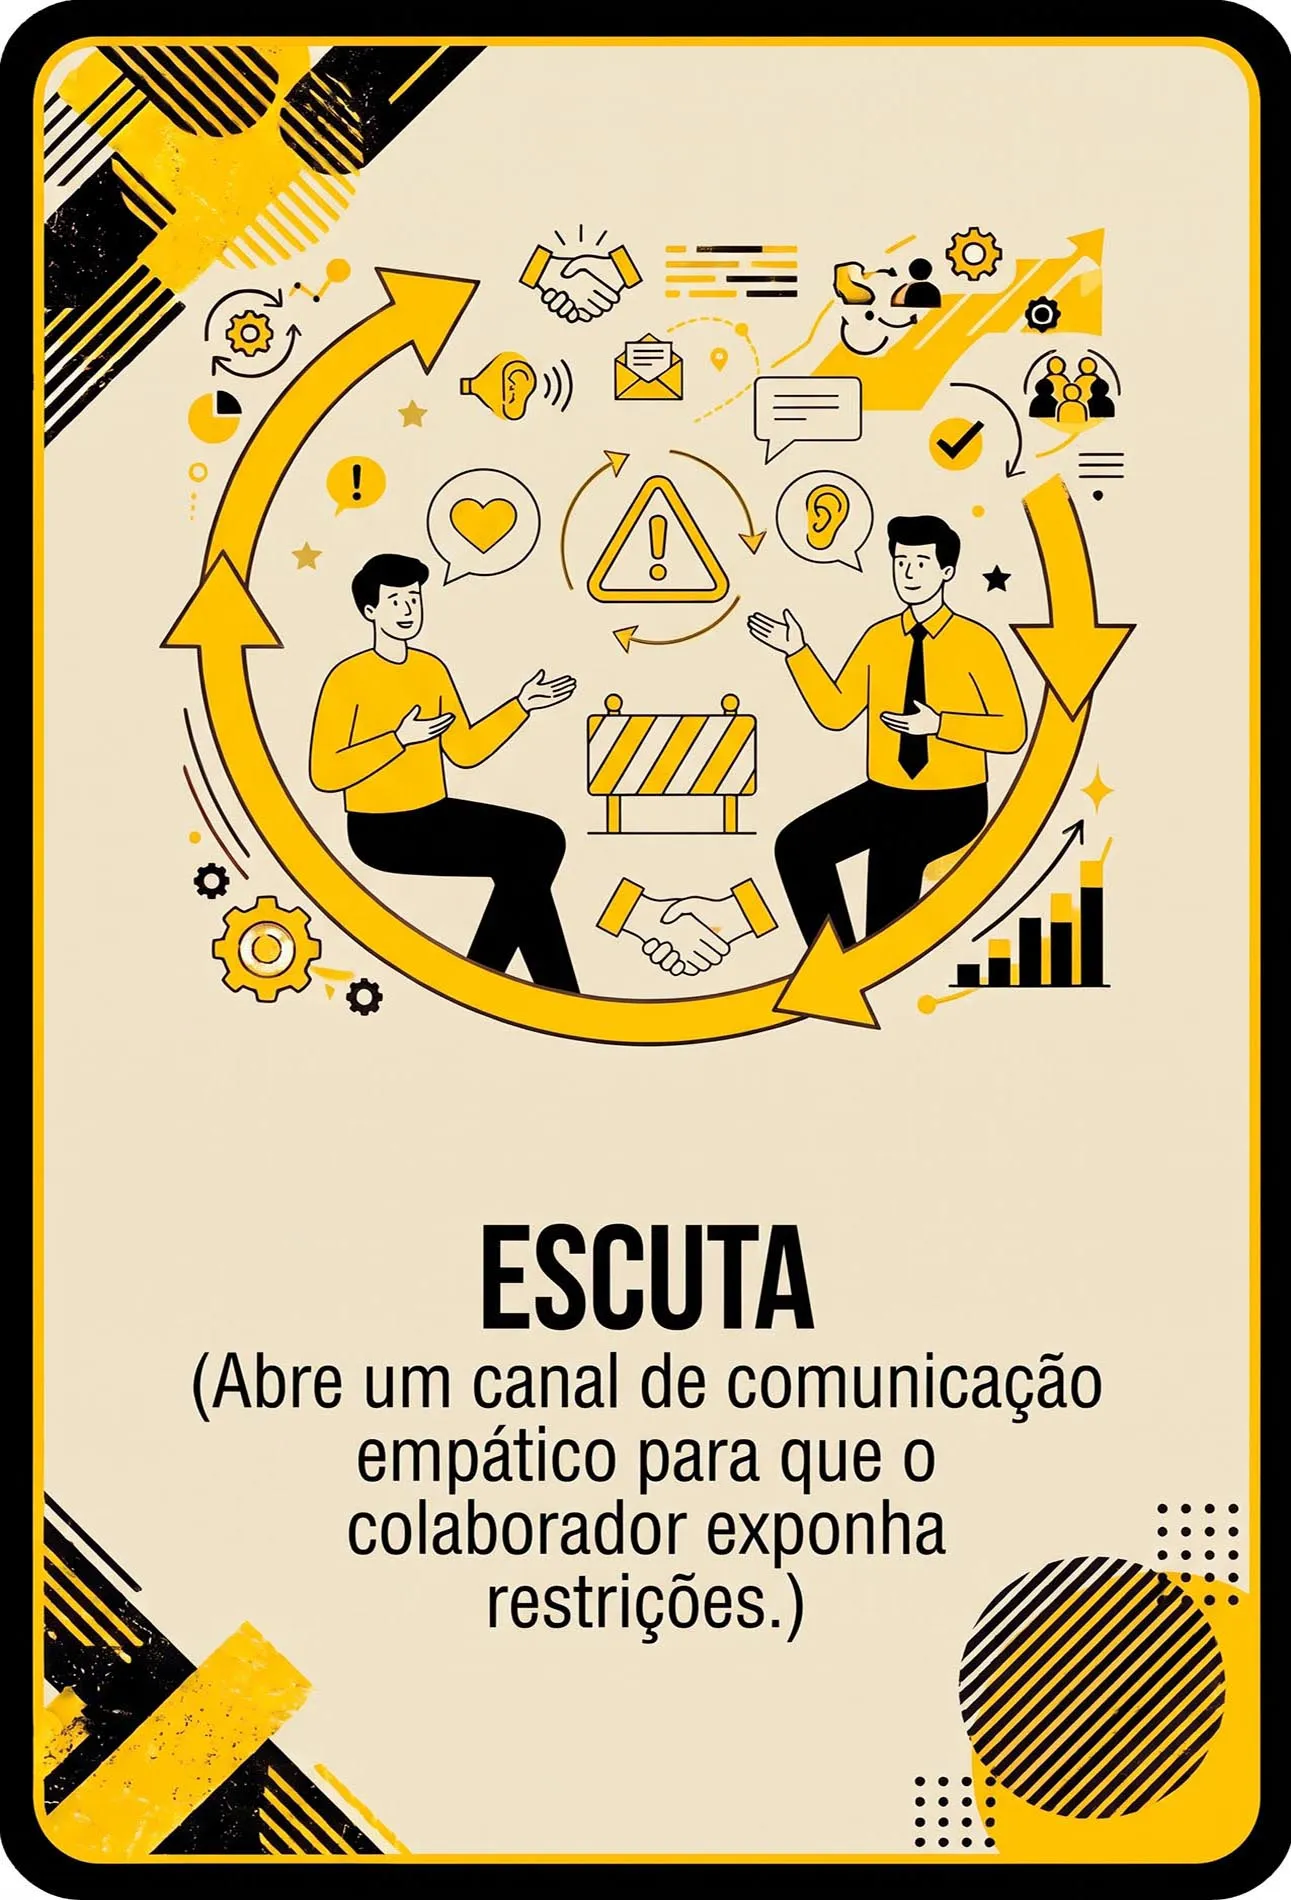 ESCUTA
(Abre um canal de comunicação
empático para que o
colaborador exponha
restrições.)